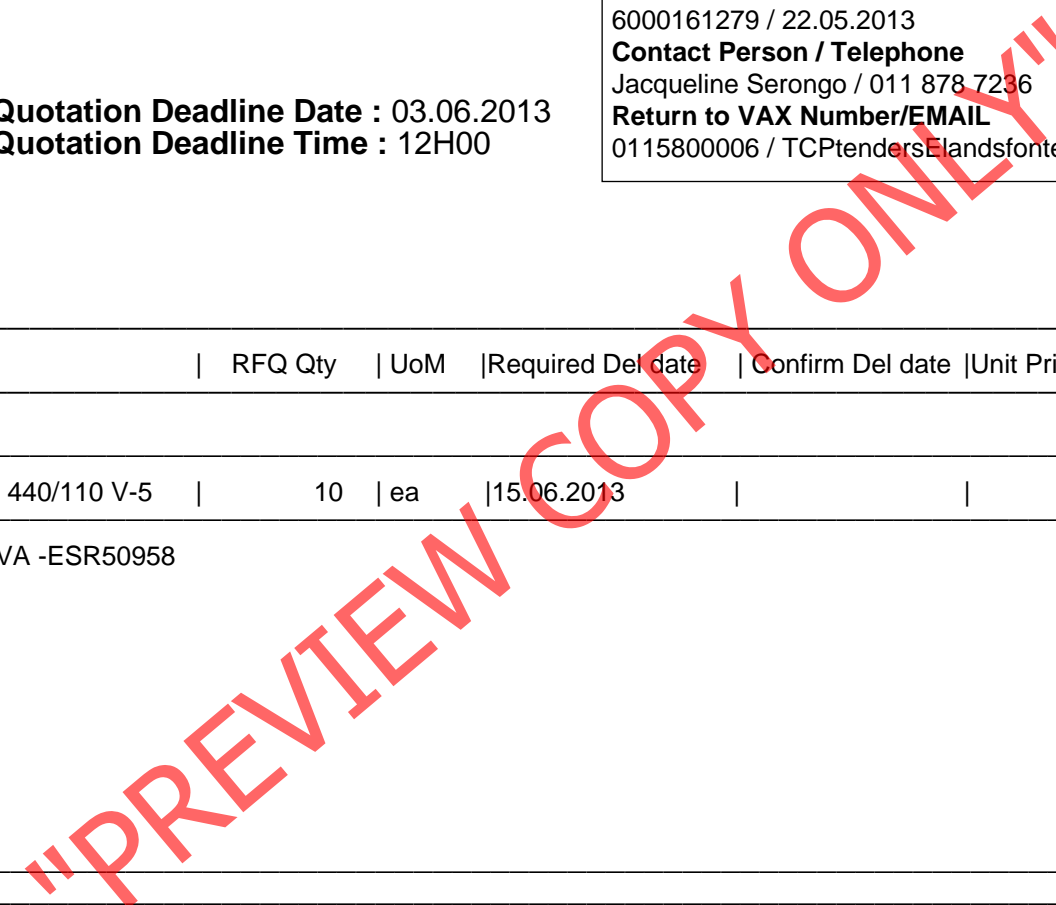 6000161279 / 22.05.2013
Contact Person / Telephone
Jacqueline Serongo / 011 878 7236
Return to VAX Number/EMAIL
0115800006 / TCPtendersElandsfonte
Quotation Deadline Date : 03.06.2013
Quotation Deadline Time : 12H00
| RFQ Qty | UoM |Required Del date | Confirm Del date |Unit Pri
440/110 V-5 | 10 | ea |15.06.2013 | |
VA -ESR50958
"PREVIEW COPY ONLY"